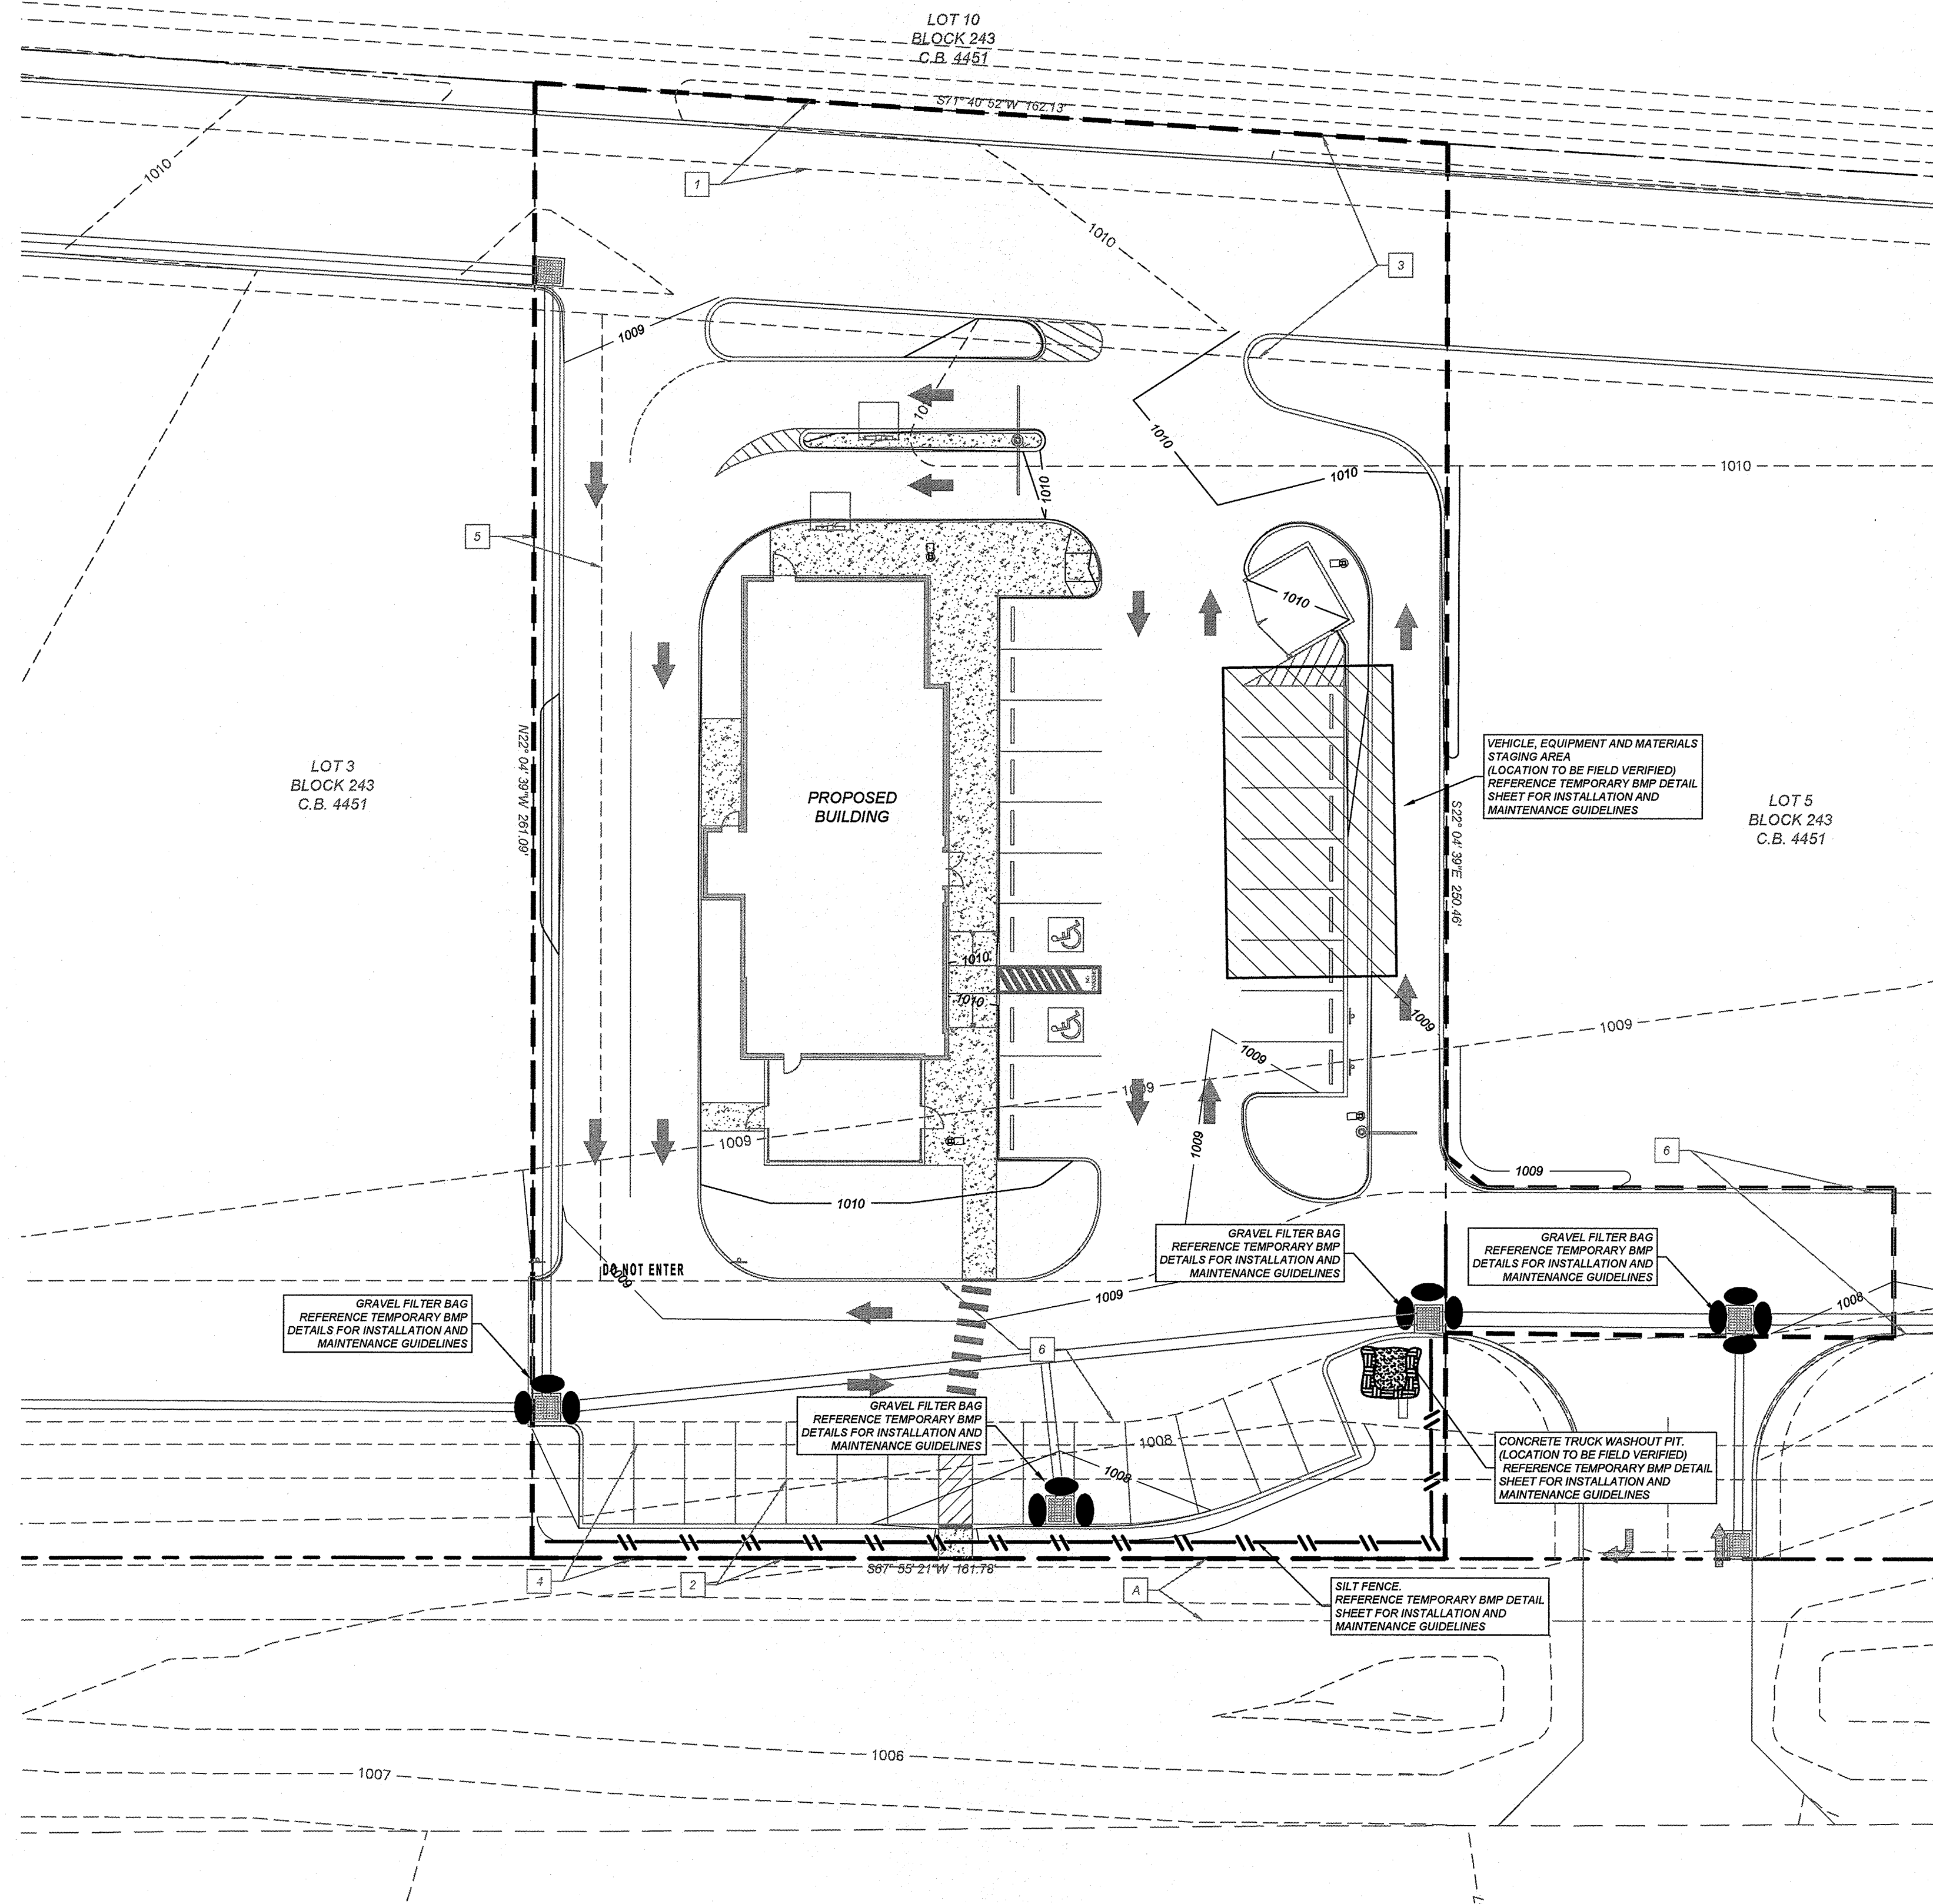 LOT 10
BLOCK 243
C.B. 4451
S71° 40' 52"W 162.13'
1010
1
1010
3
1009
1010
1010
1010
1010
5
1010
VEHICLE, EQUIPMENT AND MATERIALS
STAGING AREA
(LOCATION TO BE FIELD VERIFIED)
REFERENCE TEMPORARY BMP DETAIL
SHEET FOR INSTALLATION AND
MAINTENANCE GUIDELINES
N22° 04' 39"W 261.09'
LOT 3
BLOCK 243
C.B. 4451
PROPOSED
BUILDING
S22° 04' 39"E 250.46'
LOT 5
BLOCK 243
C.B. 4451
1010
1010
1009
1009
1009
1009
1009
1009
6
1009
1010
GRAVEL FILTER BAG
REFERENCE TEMPORARY BMP
DETAILS FOR INSTALLATION AND
MAINTENANCE GUIDELINES
GRAVEL FILTER BAG
REFERENCE TEMPORARY BMP
DETAILS FOR INSTALLATION AND
MAINTENANCE GUIDELINES
DO NOT ENTER
1009
1009
1008
GRAVEL FILTER BAG
REFERENCE TEMPORARY BMP
DETAILS FOR INSTALLATION AND
MAINTENANCE GUIDELINES
6
GRAVEL FILTER BAG
REFERENCE TEMPORARY BMP
DETAILS FOR INSTALLATION AND
MAINTENANCE GUIDELINES
1008
1008
CONCRETE TRUCK WASHOUT PIT.
(LOCATION TO BE FIELD VERIFIED)
REFERENCE TEMPORARY BMP DETAIL
SHEET FOR INSTALLATION AND
MAINTENANCE GUIDELINES
S67° 55' 21"W 161.78'
4
2
A
SILT FENCE.
REFERENCE TEMPORARY BMP DETAIL
SHEET FOR INSTALLATION AND
MAINTENANCE GUIDELINES
1006
1007